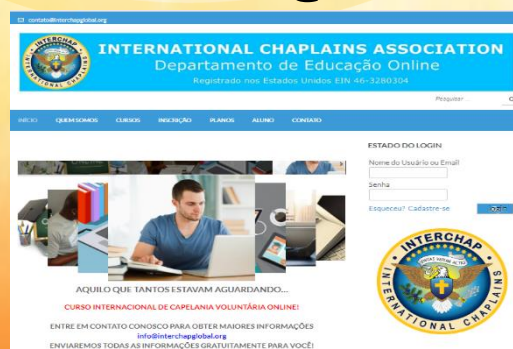 contato@interchapglobal.org
INTERCHAP
INTERNATIONAL CHAPLAINS
INTERNATIONAL CHAPLAINS ASSOCIATION
Departamento de Educação Online
Registrado nos Estados Unidos EIN 46-3280304
Pesquisar ...
INÍCIO QUEM SOMOS CURSOS INSCRIÇÃO PLANOS ALUNO CONTATO
ESTADO DO LOGIN
Nome do Usuário ou Email
Senha
Esqueceu? Cadastre-se
AQUILO QUE TANTOS ESTAVAM AGUARDANDO...
CURSO INTERNACIONAL DE CAPELANIA VOLUNTÁRIA ONLINE!
ENTRE EM CONTATO CONOSCO PARA OBTER MAIORES INFORMAÇÕES
info@interchapglobal.org
ENVIAREMOS TODAS AS INFORMAÇÕES GRATUITAMENTE PARA VOCÊ!
INTERCHAP
INTERNATIONAL CHAPLAINS